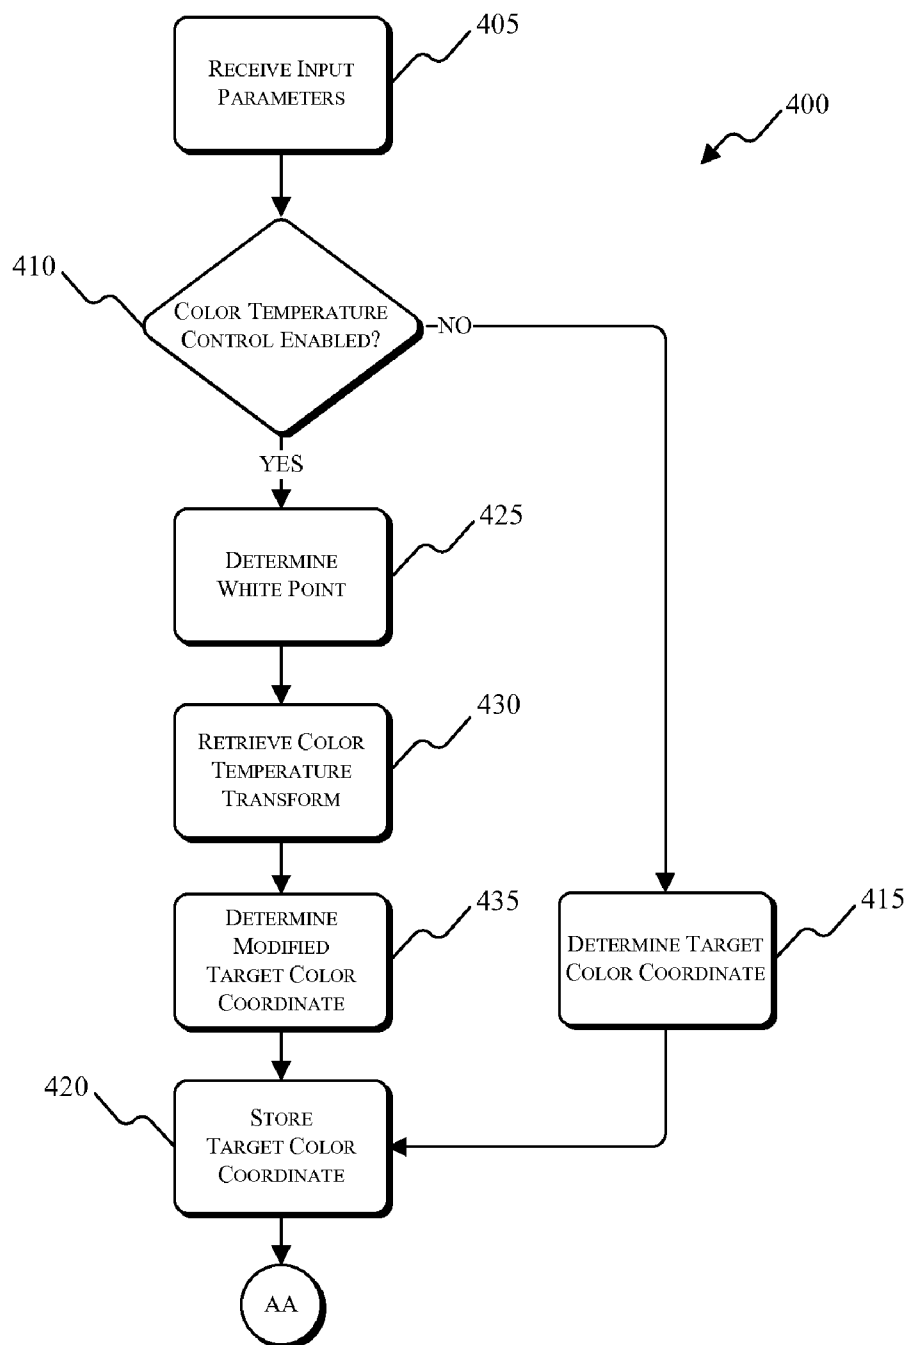 RECEIVE INPUT
PARAMETERS
405
400
410
COLOR TEMPERATURE
CONTROL ENABLED?
NO
YES
DETERMINE
WHITE POINT
425
RETRIEVE COLOR
TEMPERATURE
TRANSFORM
430
DETERMINE
MODIFIED
TARGET COLOR
COORDINATE
435
DETERMINE TARGET
COLOR COORDINATE
415
420
STORE
TARGET COLOR
COORDINATE
AA